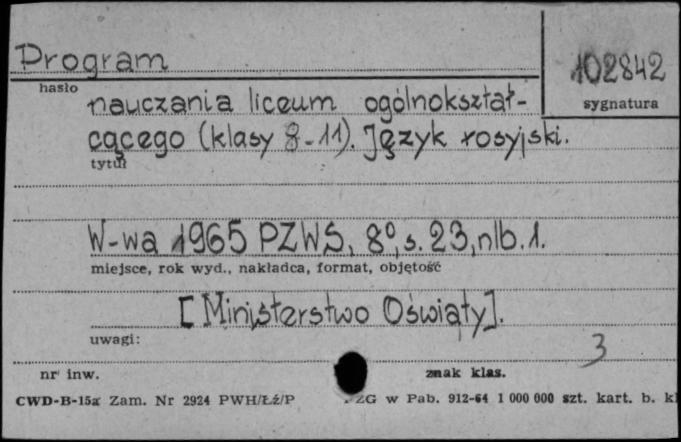 Program
102842
hasło
sygnatura
nauczania liceum ogólnokształ-
cącego (klasy 8-11). Język rosyjski.
tytuł
W-wa 1965 PZWS, 8°, s. 23, nlb. 1.
miejsce, rok wyd., nakładca, format, objętość
[Ministerstwo Oświaty].
uwagi:
3
nr inw.
znak klas.
CWD-B-15a Zam. Nr 2924 PWH/Łź/P
ZG w Pab. 912-64 1 000 000 szt. kart. b. kl